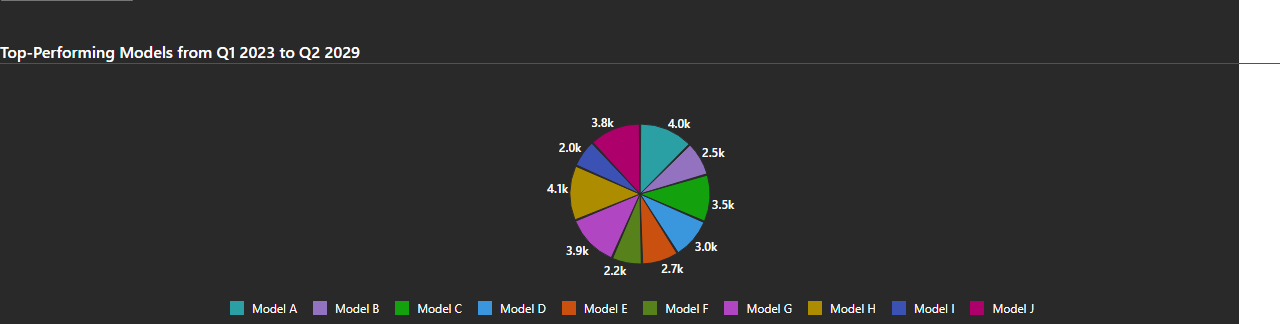 Top-Performing Models from Q1 2023 to Q2 2029
3.8k
4.0k
2.0k
2.5k
4.1k
3.5k
3.9k
3.0k
2.2k
2.7k
Model A Model B Model C Model D Model E Model F Model G Model H Model I Model J